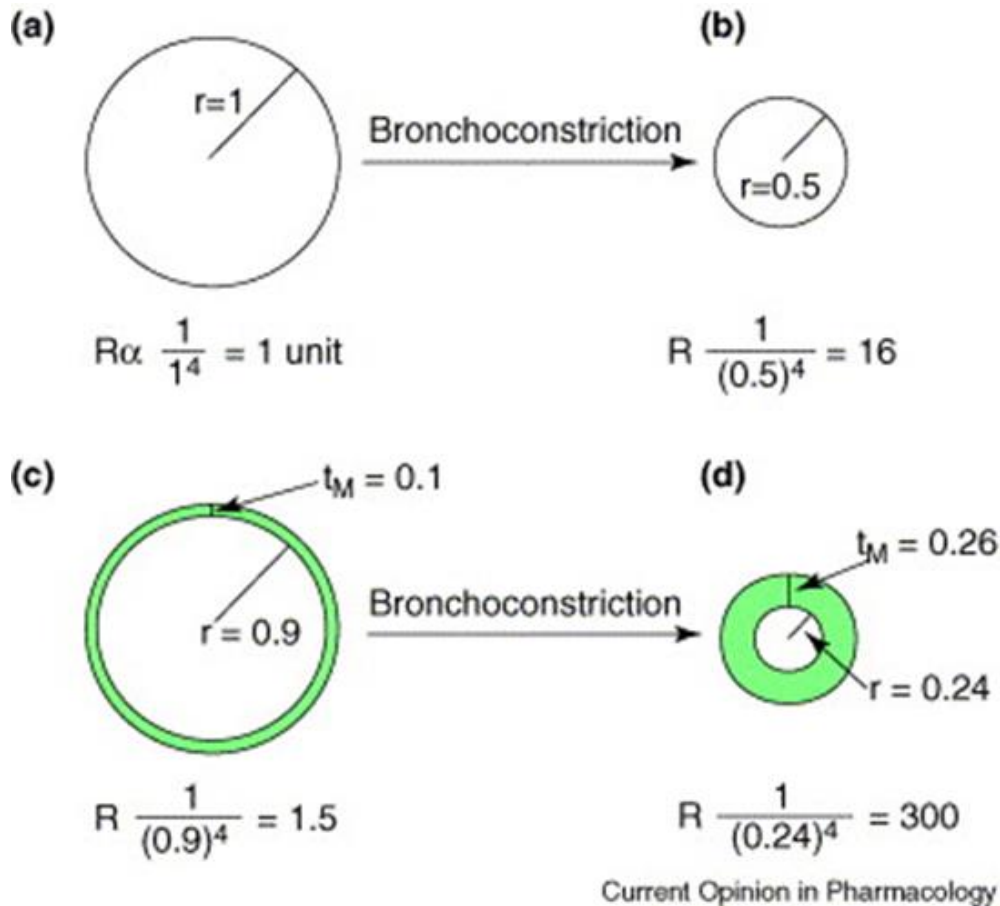 (a)
r=1
Bronchoconstriction
(b)
r=0.5
Rα 1/1⁴ = 1 unit
R 1/(0.5)⁴ = 16
(c)
t_M = 0.1
r = 0.9
Bronchoconstriction
(d)
t_M = 0.26
r = 0.24
R 1/(0.9)⁴ = 1.5
R 1/(0.24)⁴ = 300
Current Opinion in Pharmacology